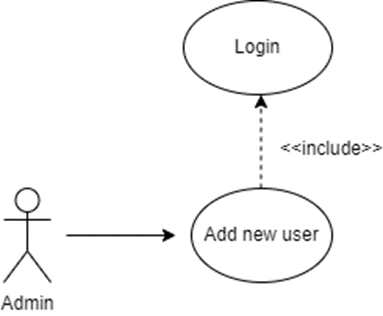 Login
<<include>>
Add new user
Admin